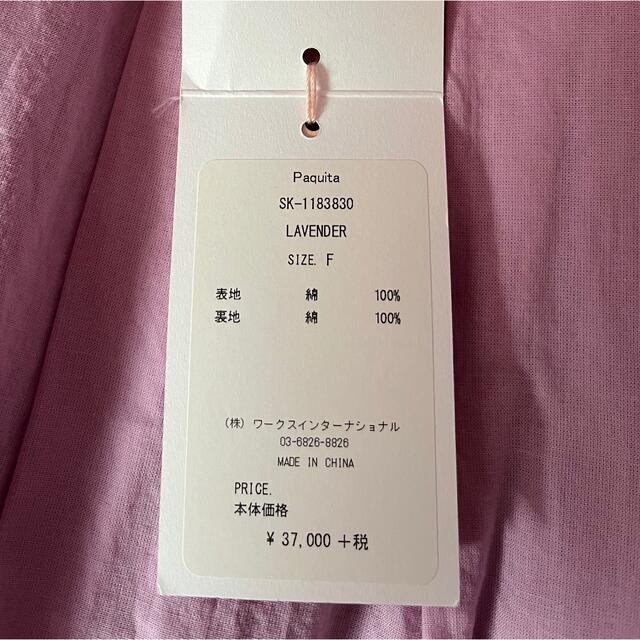 Paquita
SK-1183830
LAVENDER
SIZE. F
表地 綿 100%
裏地 綿 100%
(株) ワークスインターナショナル
03-6826-8826
MADE IN CHINA
PRICE.
本体価格
¥ 37,000 +税